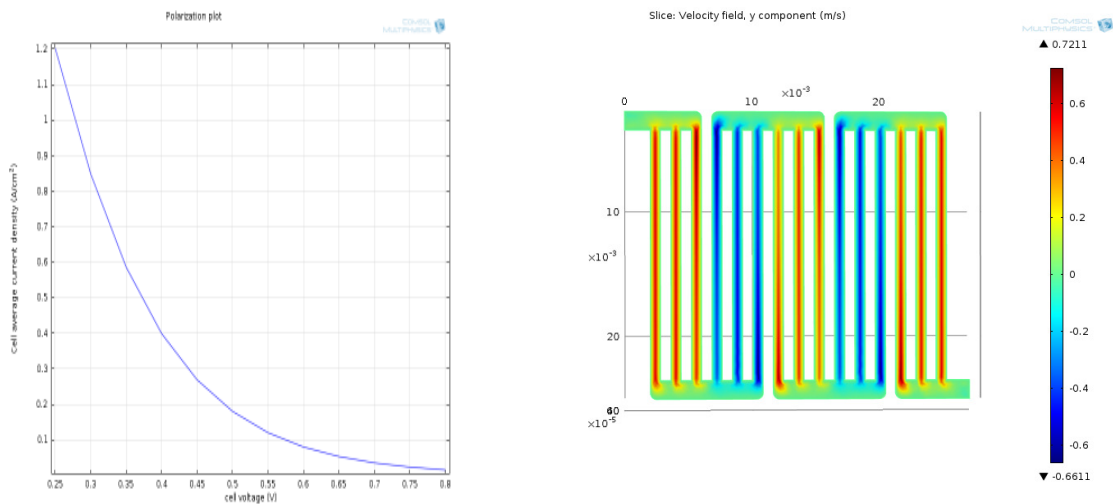 Polarization plot
COMSOL
MULTIPHYSICS
1.2
1.1
1
0.9
0.8
0.7
0.6
0.5
0.4
0.3
0.2
0.1
Cell average current density (A/cm²)
0.25 0.3 0.35 0.4 0.45 0.5 0.55 0.6 0.65 0.7 0.75 0.8
cell voltage (V)
Slice: Velocity field, y component (m/s)
COMSOL
MULTIPHYSICS
▲ 0.7211
×10⁻³
0 10 20
10
×10⁻³
20
×10⁻⁵
0.6
0.4
0.2
0
-0.2
-0.4
-0.6
▼ -0.6611